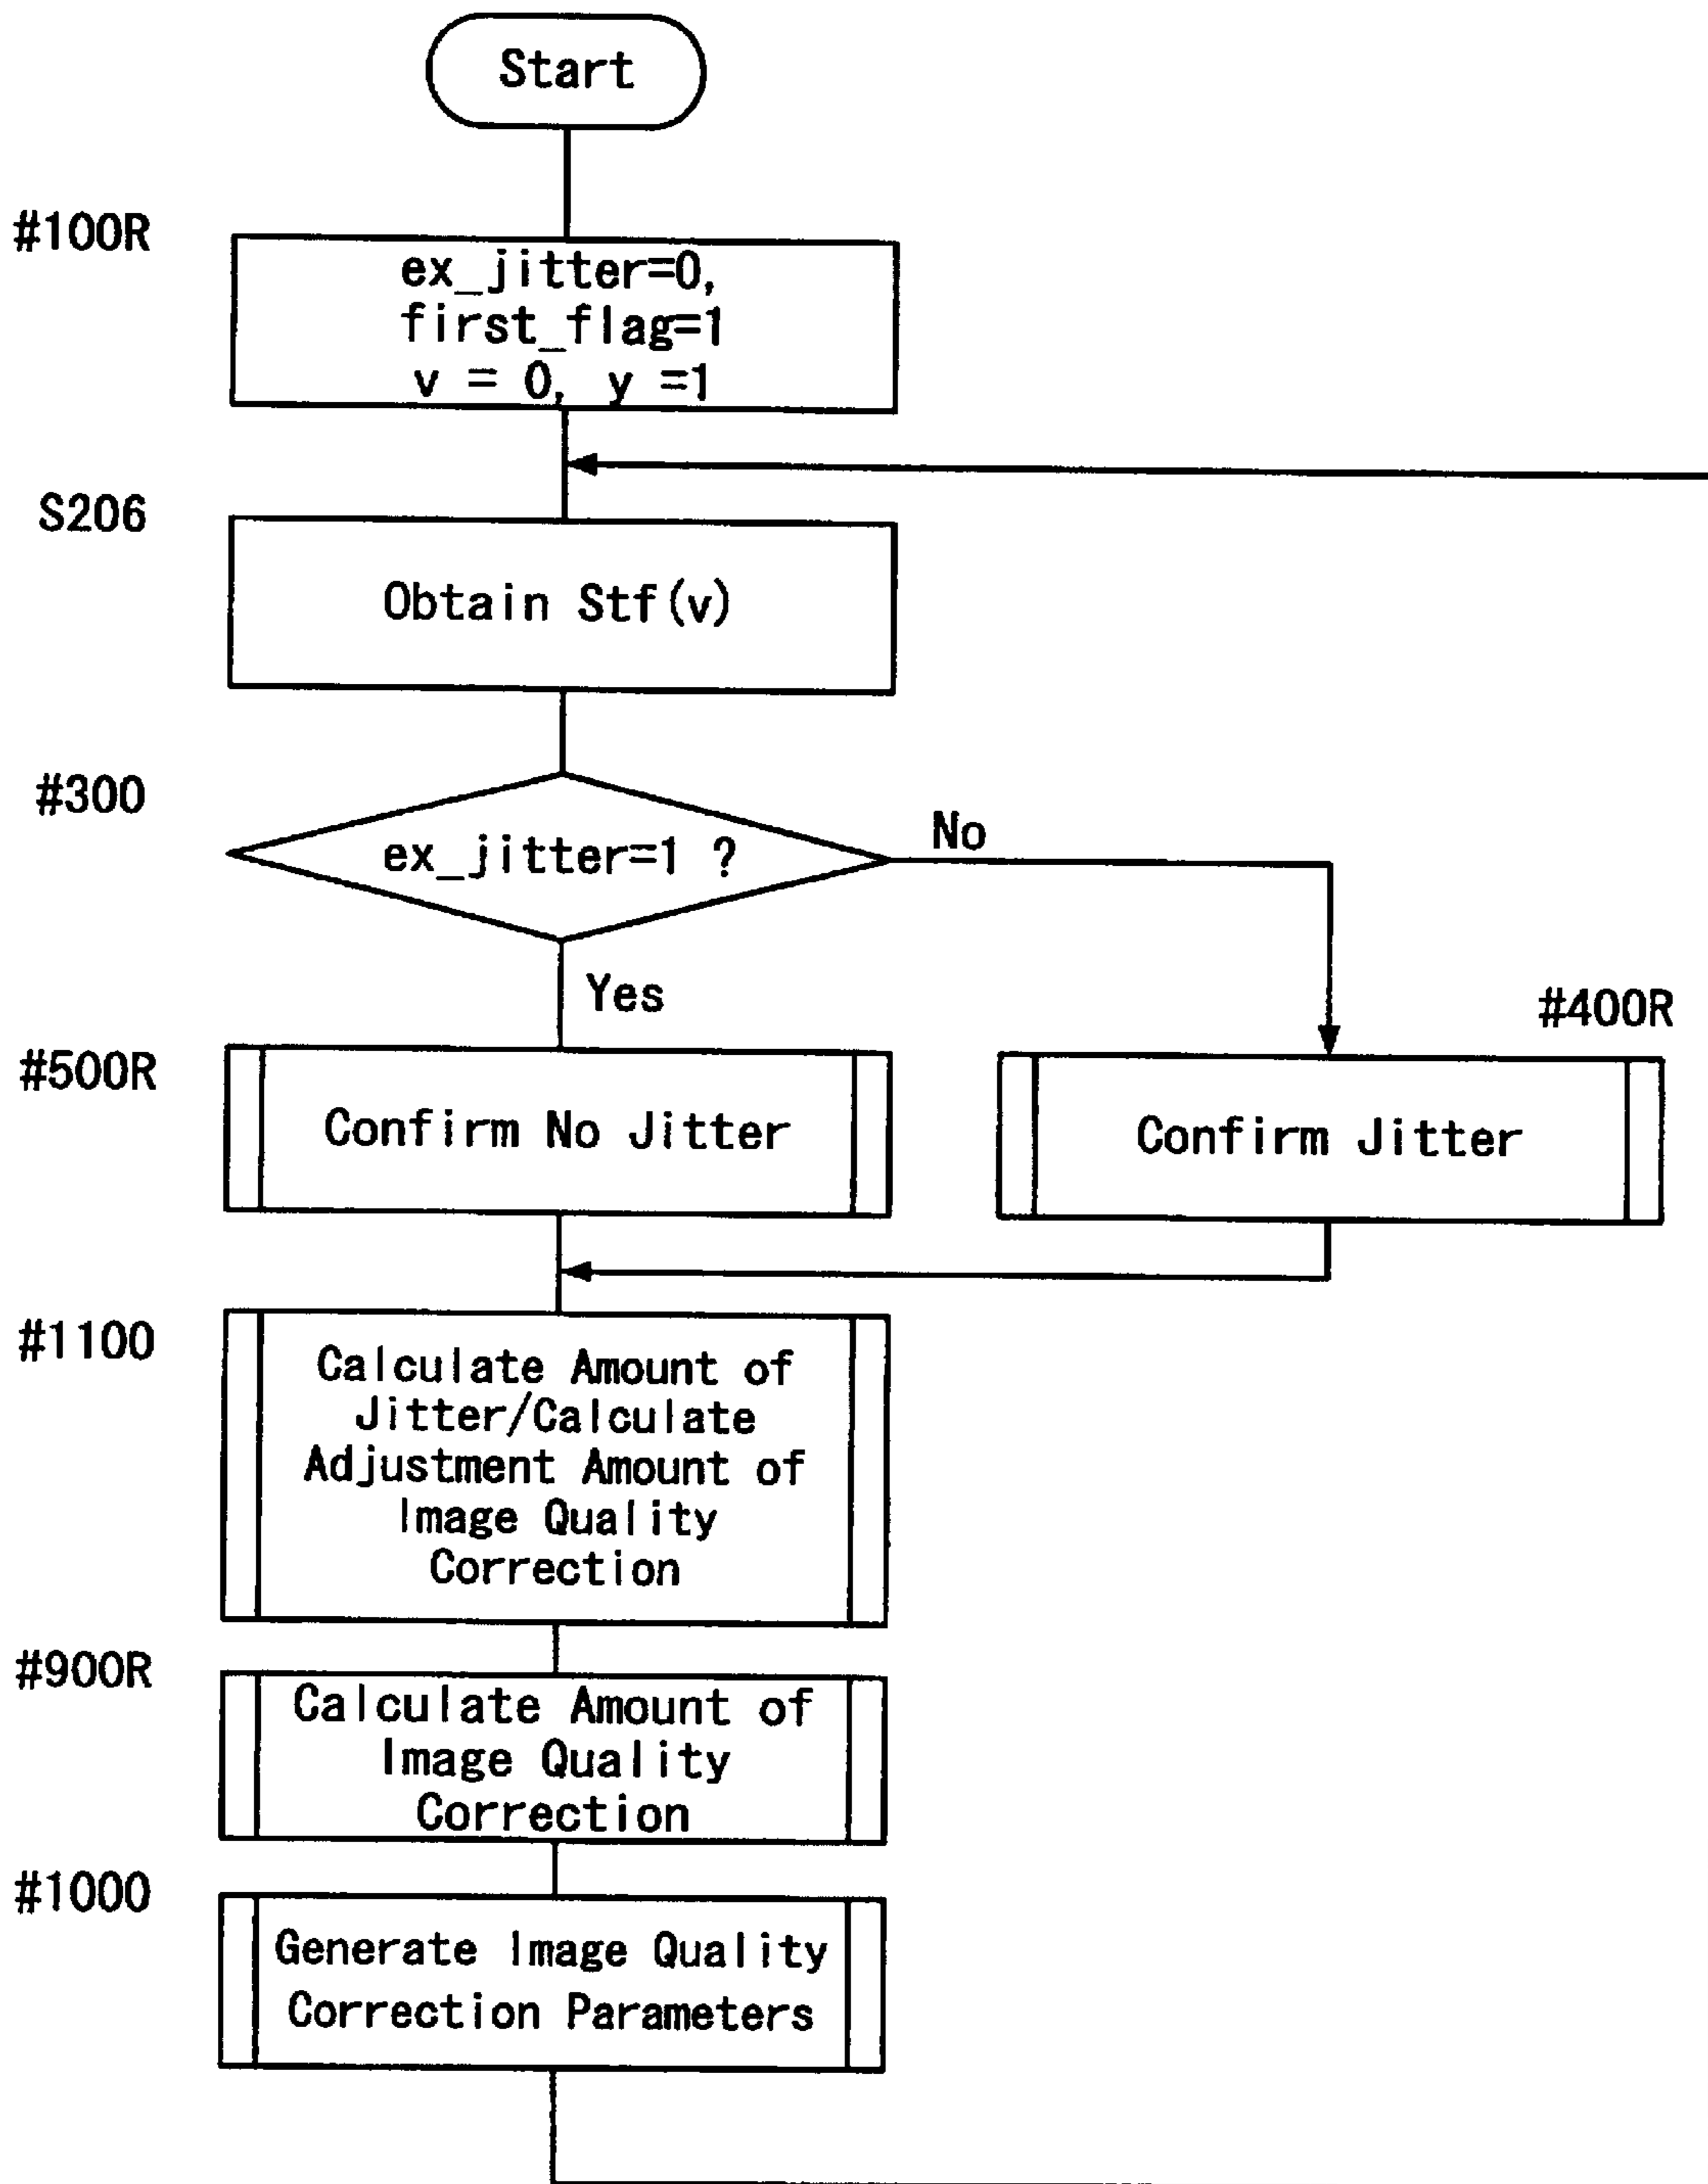 Start
#100R
ex_jitter=0,
first_flag=1
v = 0, y =1
S206
Obtain Stf(v)
#300
ex_jitter=1 ?
No
Yes
#400R
#500R
Confirm No Jitter
Confirm Jitter
#1100
Calculate Amount of
Jitter/Calculate
Adjustment Amount of
Image Quality
Correction
#900R
Calculate Amount of
Image Quality
Correction
#1000
Generate Image Quality
Correction Parameters